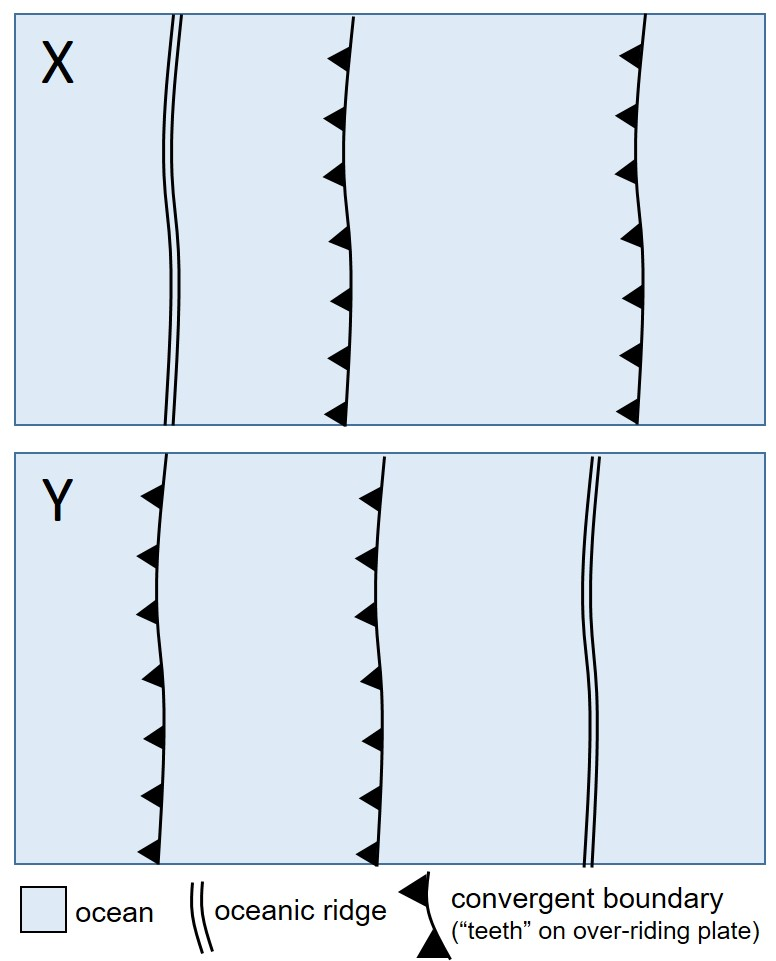 X
Y
ocean
oceanic ridge
convergent boundary
(“teeth” on over-riding plate)